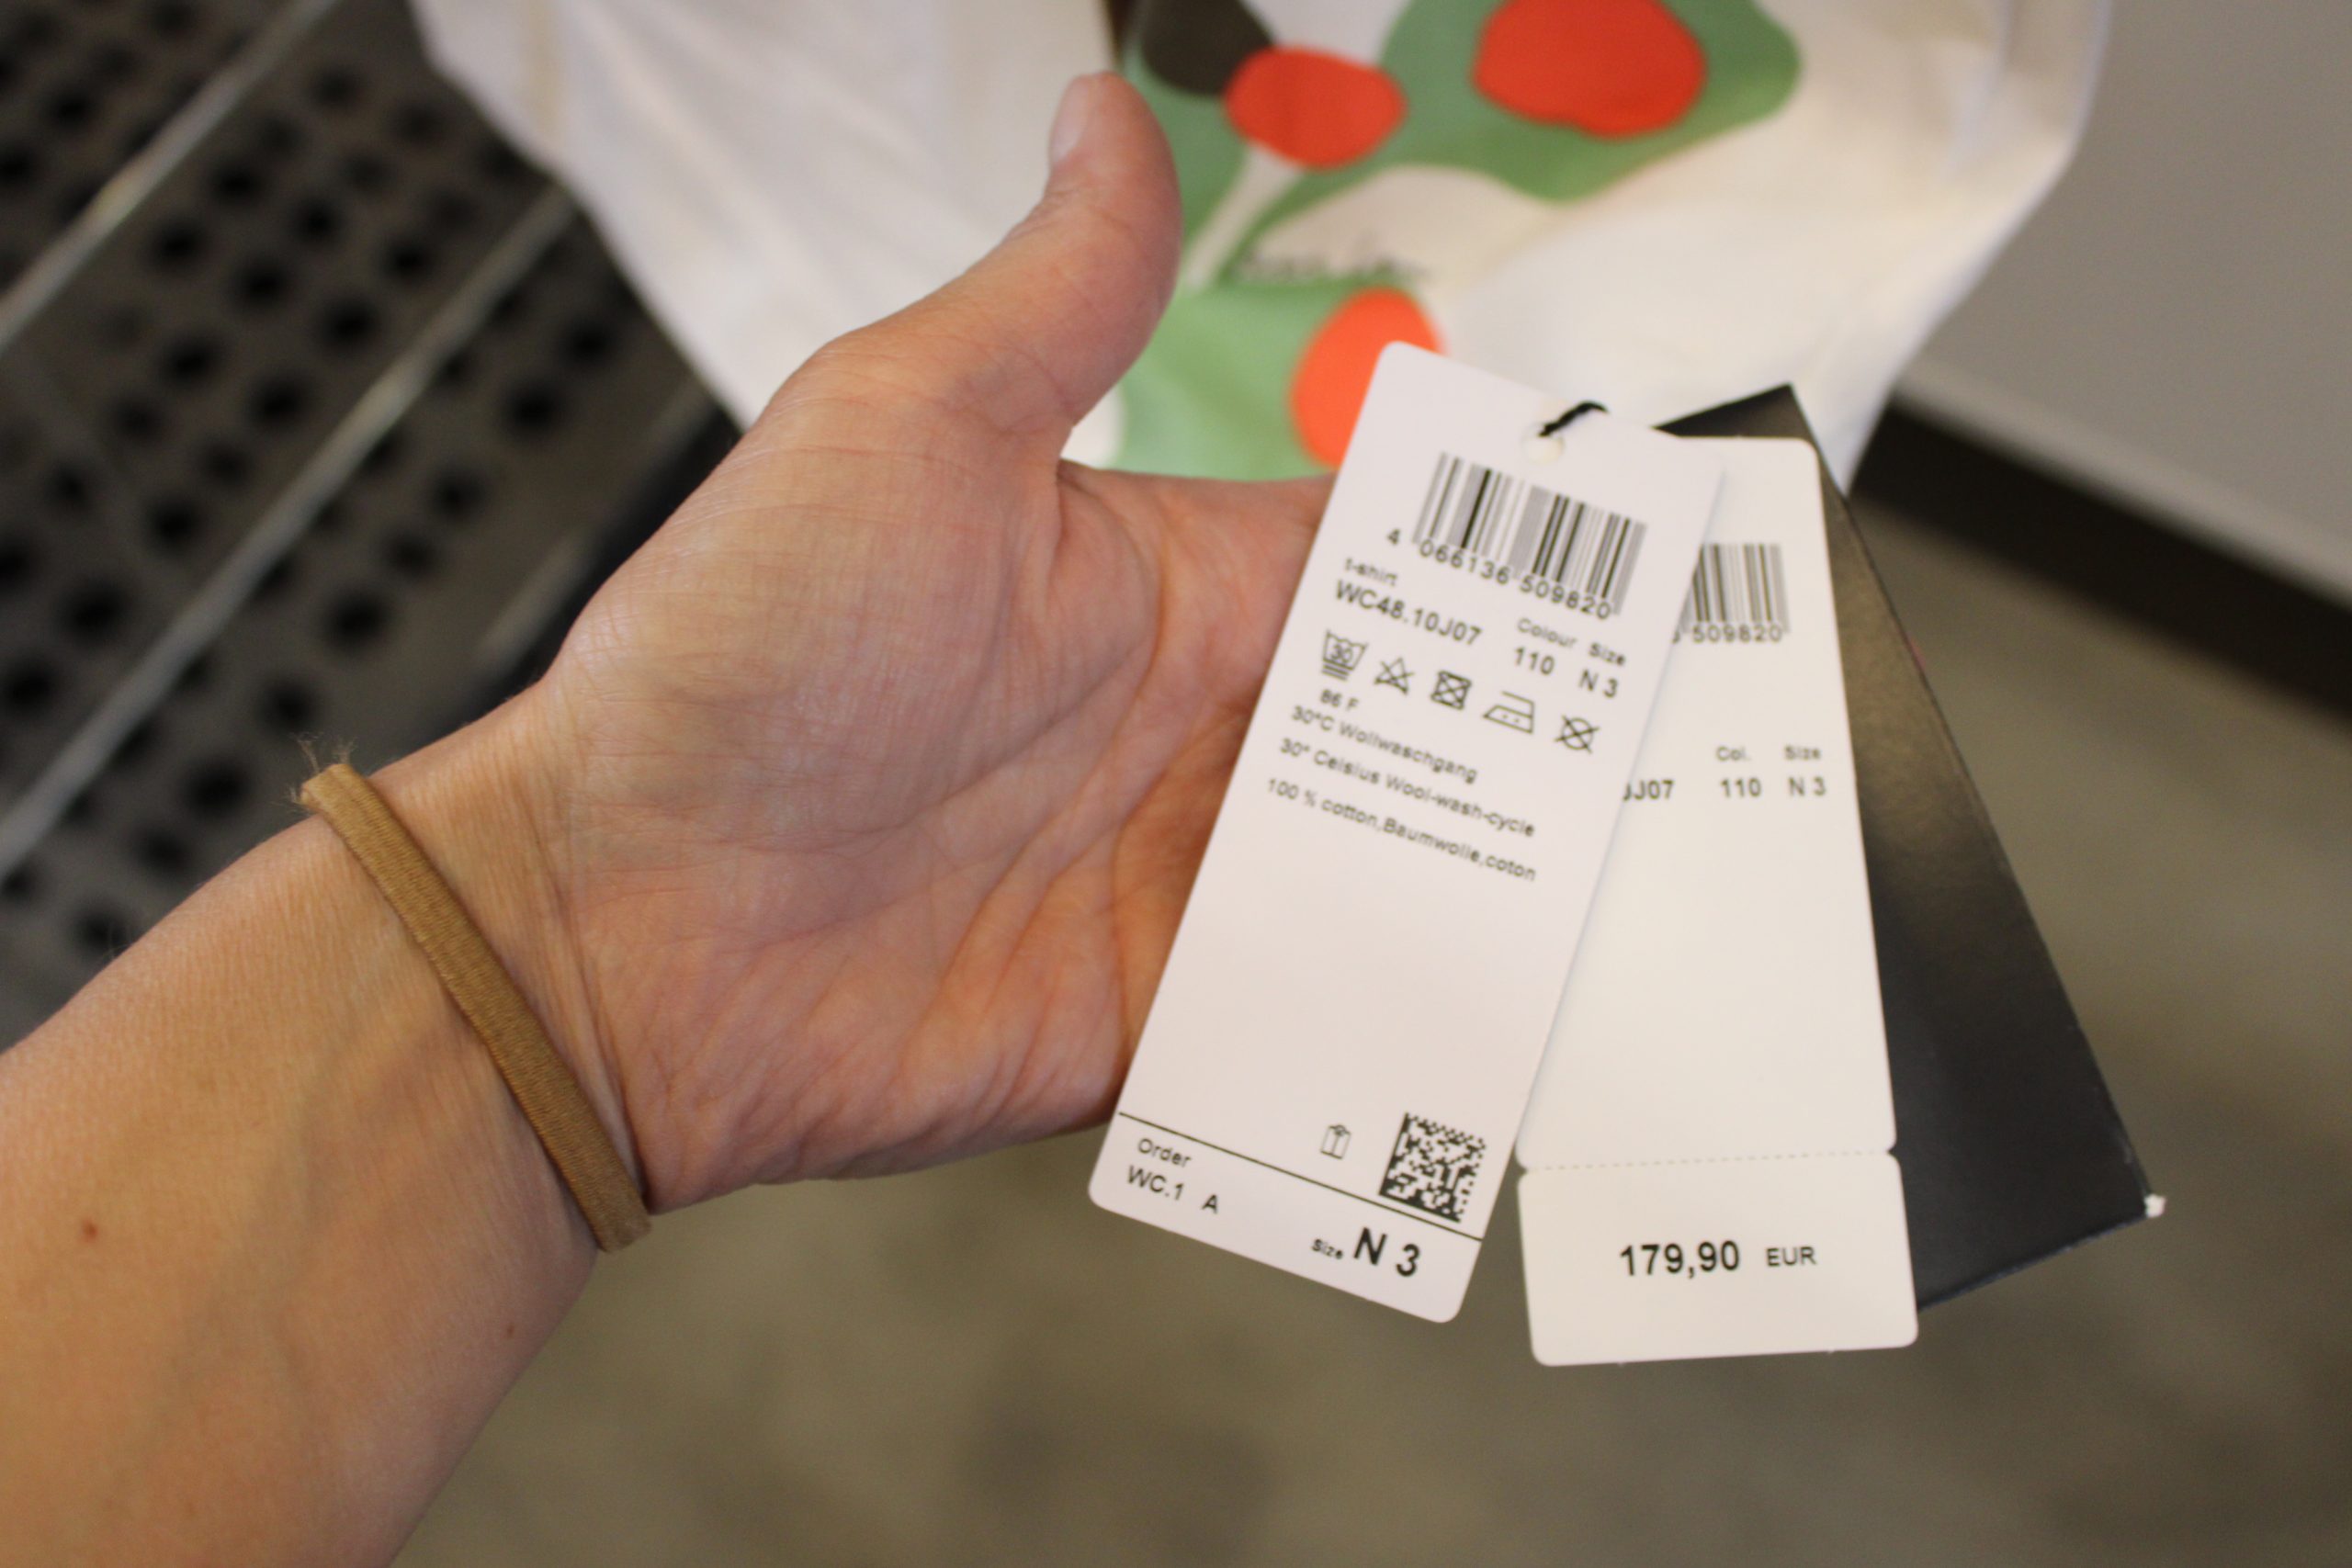 4 066136 509820
t-shirt
WC48.10J07
Colour Size
110 N 3
30
86 F
30°C Wollwaschgang
30° Celsius Wool-wash-cycle
100 % cotton,Baumwolle,coton
Order
WC.1 A
Size N 3
509820
Col. Size
J07 110 N 3
179,90 EUR